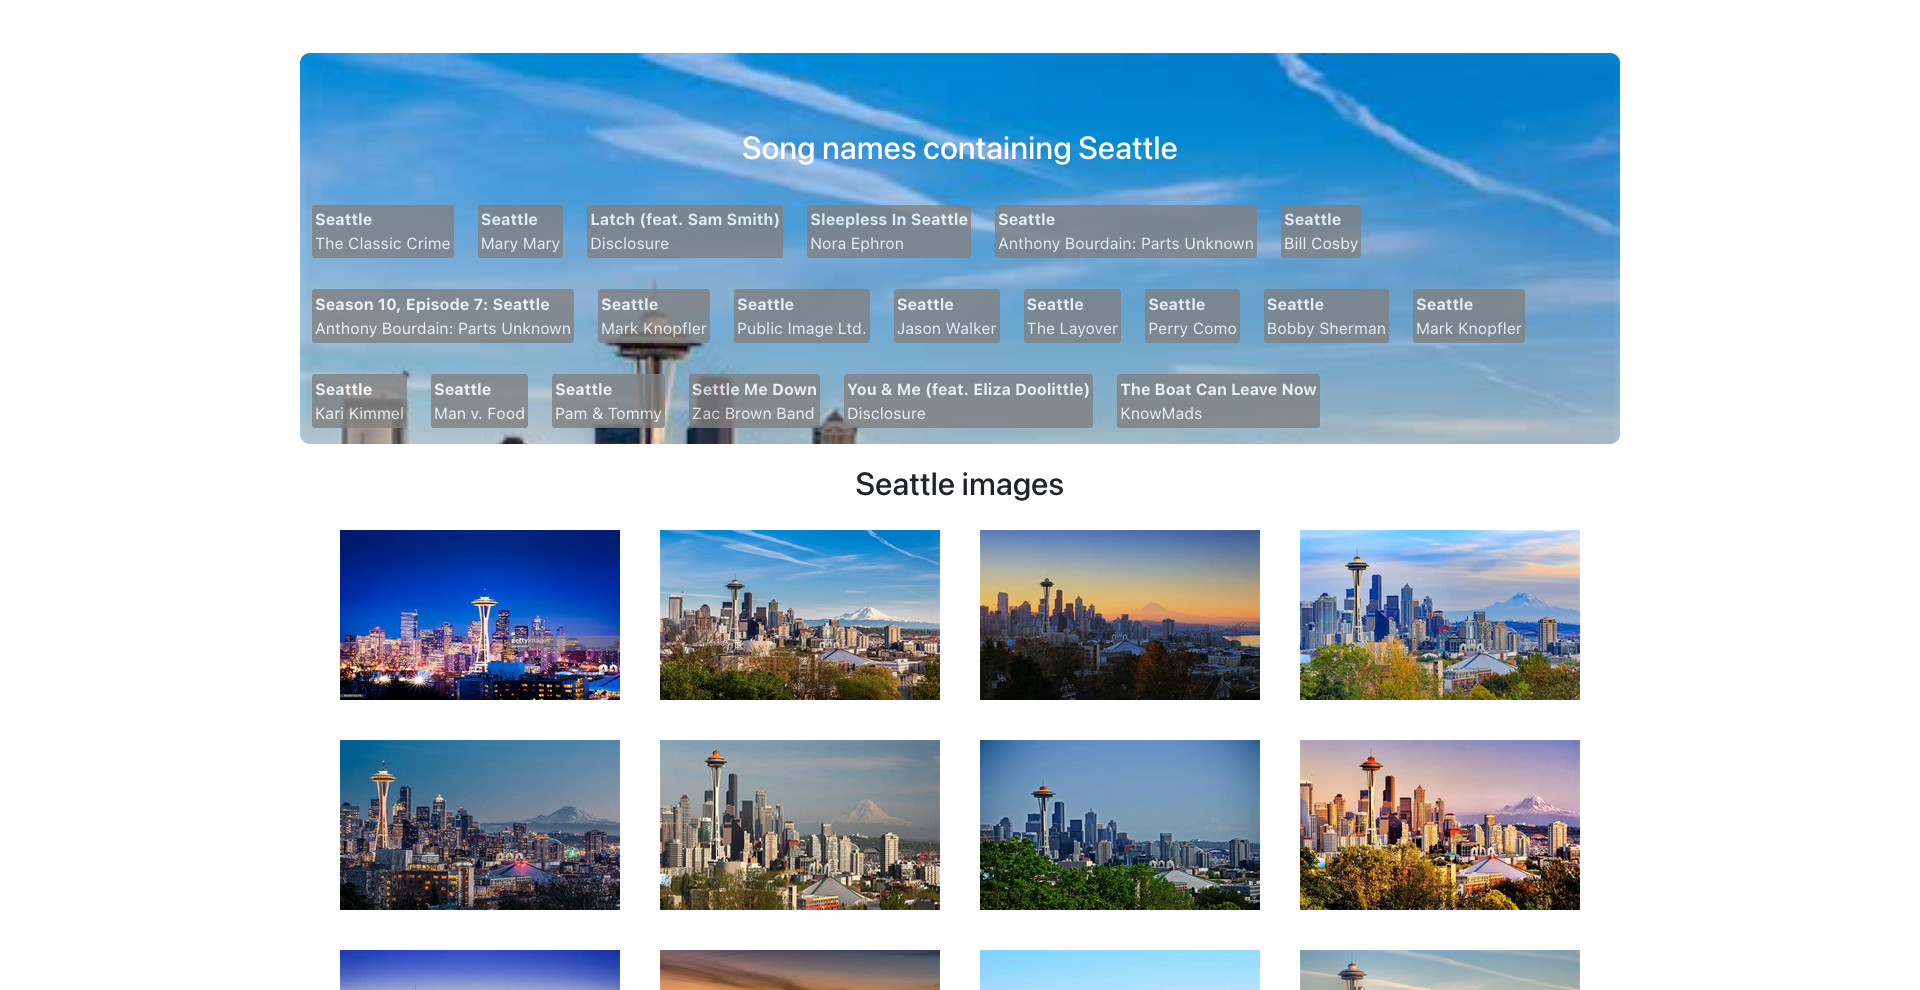 Song names containing Seattle
Seattle
The Classic Crime
Seattle
Mary Mary
Latch (feat. Sam Smith)
Disclosure
Sleepless In Seattle
Nora Ephron
Seattle
Anthony Bourdain: Parts Unknown
Seattle
Bill Cosby
Season 10, Episode 7: Seattle
Anthony Bourdain: Parts Unknown
Seattle
Mark Knopfler
Seattle
Public Image Ltd.
Seattle
Jason Walker
Seattle
The Layover
Seattle
Perry Como
Seattle
Bobby Sherman
Seattle
Mark Knopfler
Seattle
Kari Kimmel
Seattle
Man v. Food
Seattle
Pam & Tommy
Settle Me Down
Zac Brown Band
You & Me (feat. Eliza Doolittle)
Disclosure
The Boat Can Leave Now
KnowMads
Seattle images
gettyimages